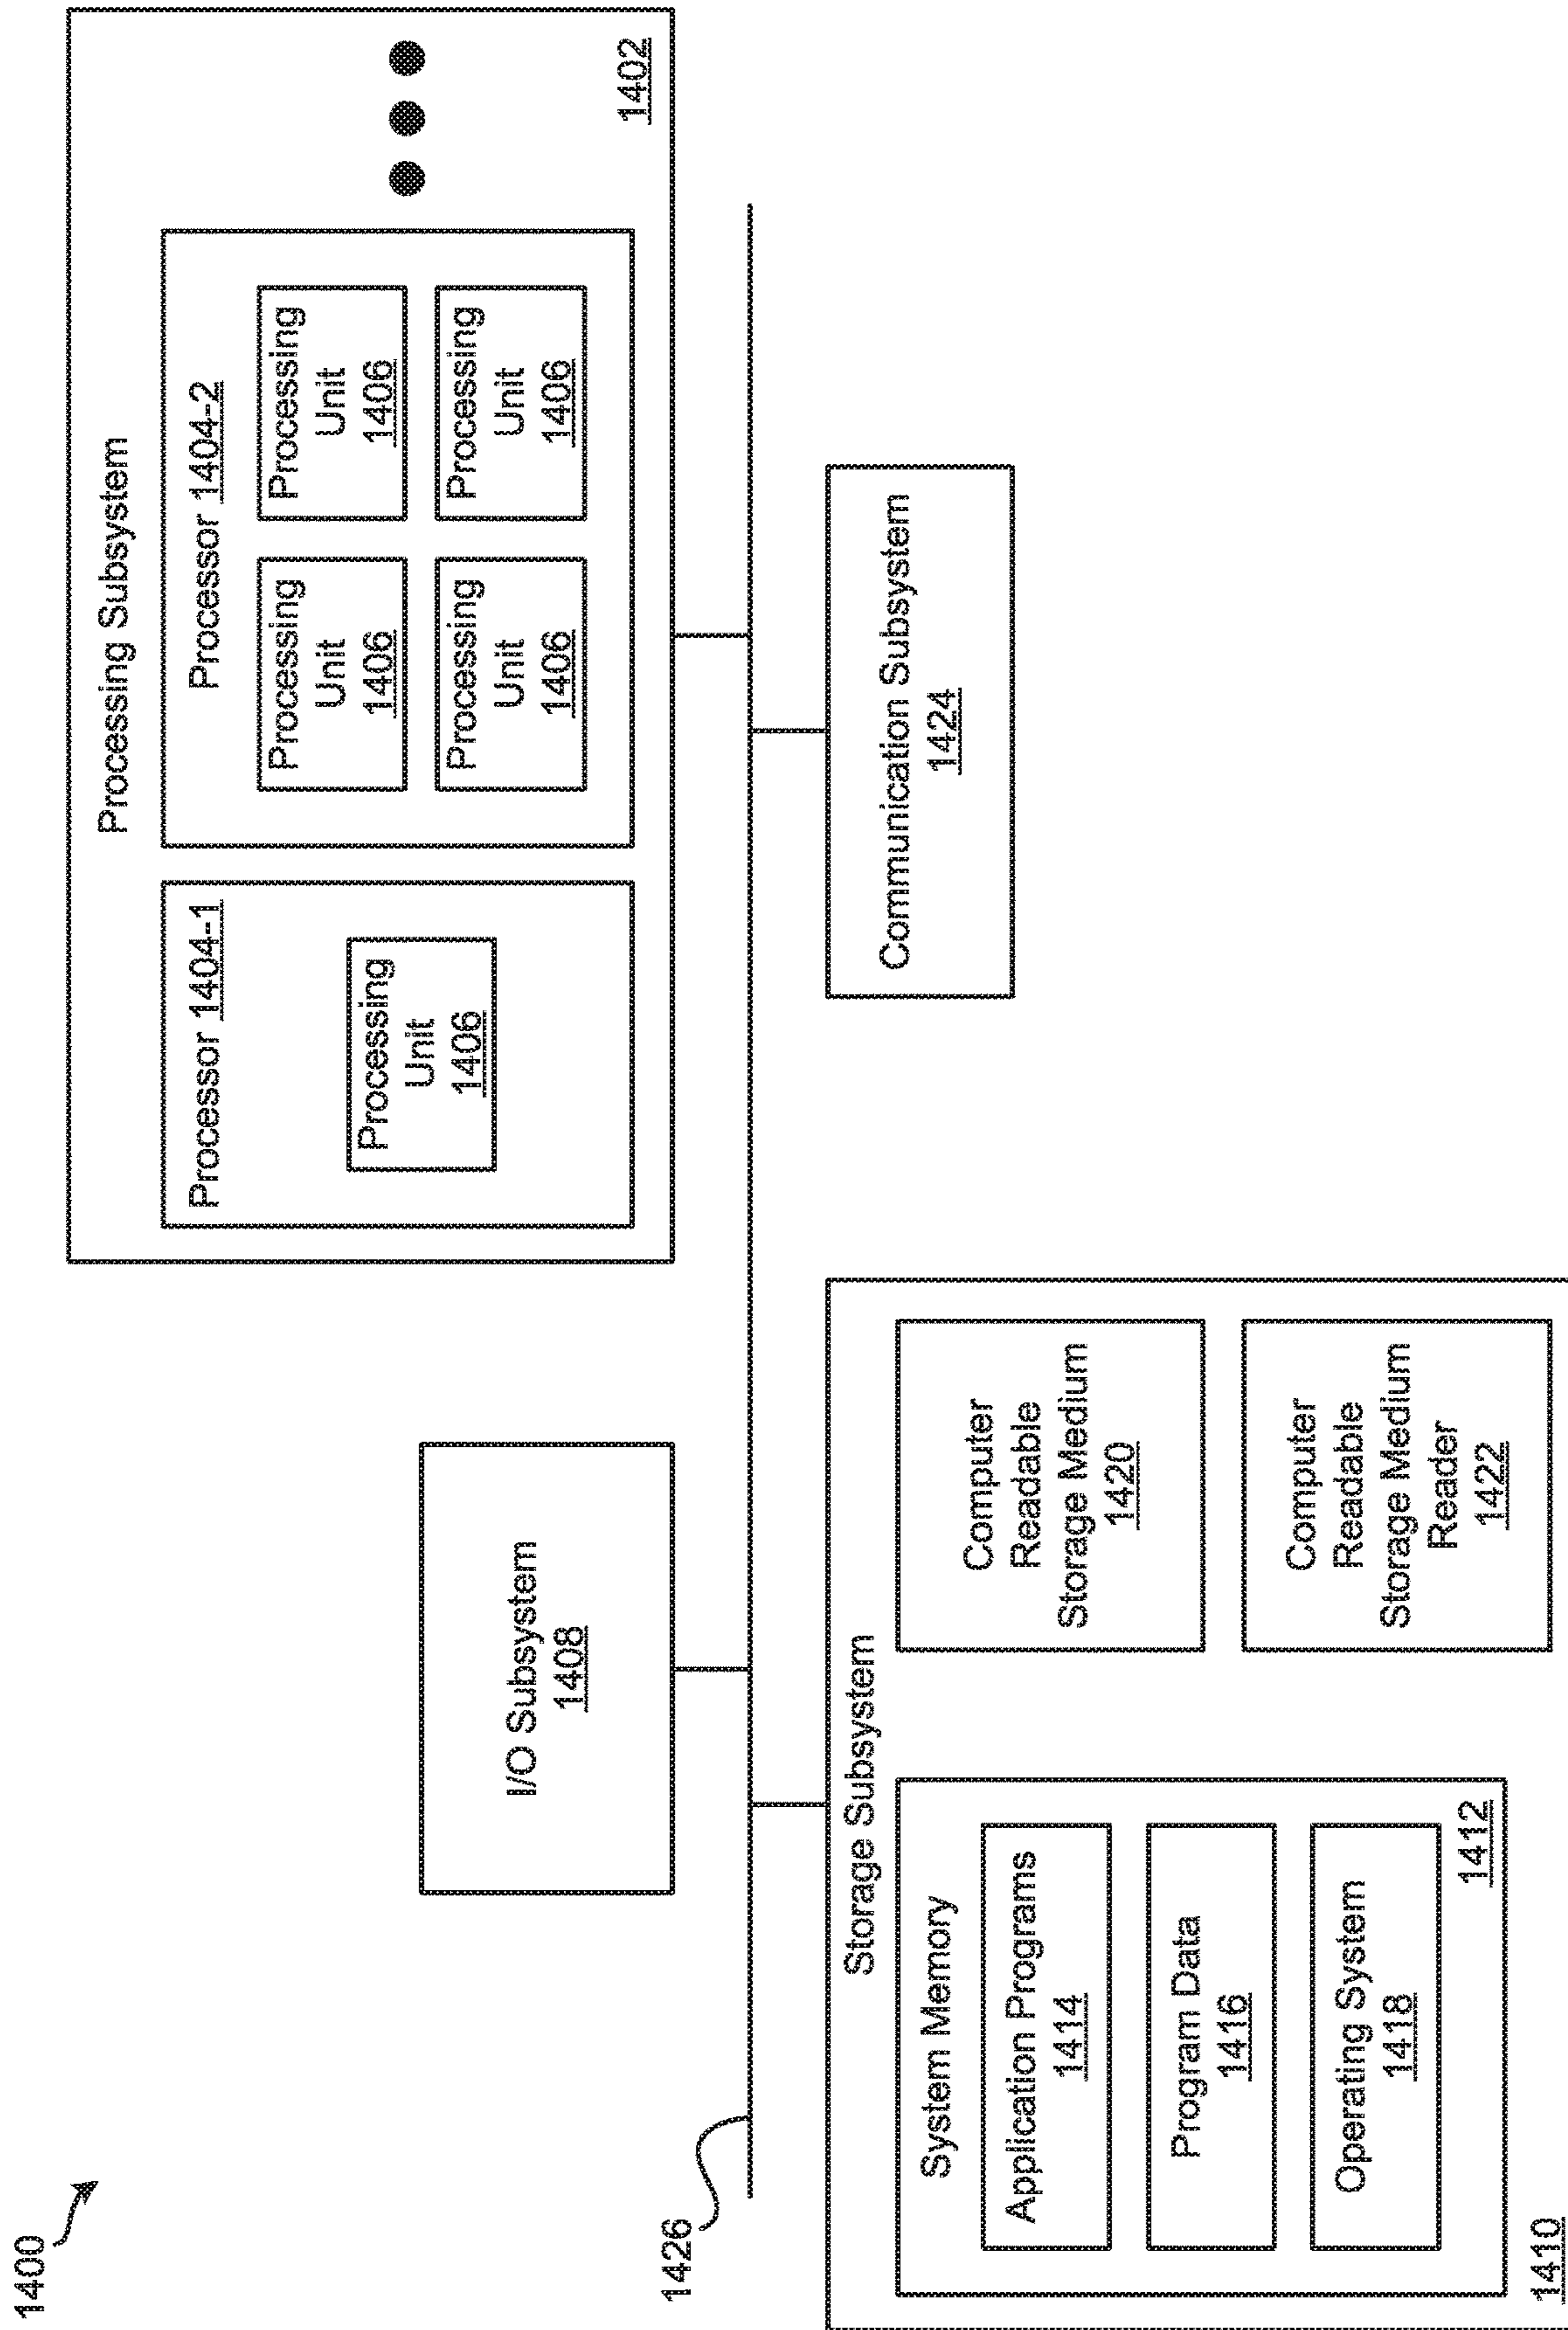 1400
Processing Subsystem
Processor 1404-1
Processing
Unit
1406
Processor 1404-2
Processing
Unit
1406
Processing
Unit
1406
Processing
Unit
1406
Processing
Unit
1406
1402
I/O Subsystem
1408
1426
Storage Subsystem
System Memory
Application Programs
1414
Program Data
1416
Operating System
1418
1412
Computer
Readable
Storage Medium
1420
Computer
Readable
Storage Medium
Reader
1422
1410
Communication Subsystem
1424